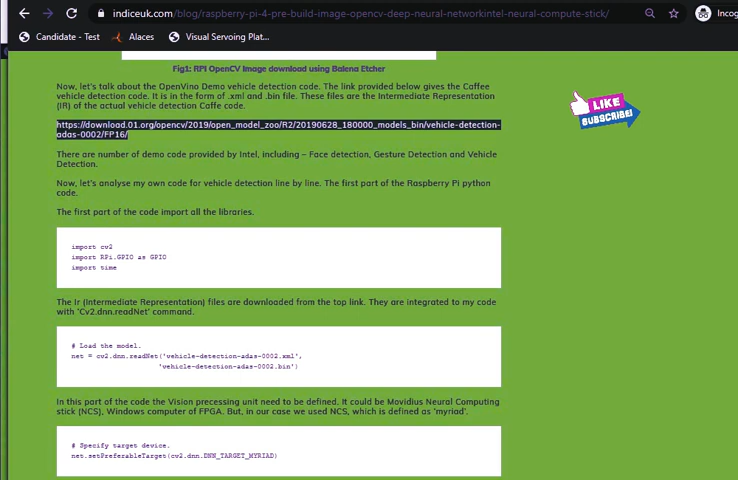 indiceuk.com/blog/raspberry-pi-4-pre-build-image-opencv-deep-neural-networkintel-neural-compute-stick/
Incog
Candidate - Test
Alaces
Visual Servoing Plat...
Fig1: RPI OpenCV Image download using Balena Etcher
Now, let's talk about the OpenVino Demo vehicle detection code. The link provided below gives the Caffee
vehicle detection code. It is in the form of .xml and .bin file. These files are the Intermediate Representation
(IR) of the actual vehicle detection Caffe code.
https://download.01.org/opencv/2019/open_model_zoo/R2/20190628_180000_models_bin/vehicle-detection-
adas-0002/FP16/
There are number of demo code provided by Intel, including – Face detection, Gesture Detection and Vehicle
Detection.
Now, let's analyse my own code for vehicle detection line by line. The first part of the Raspberry Pi python
code.
The first part of the code import all the libraries.
import cv2
import RPi.GPIO as GPIO
import time
The Ir (Intermediate Representation) files are downloaded from the top link. They are integrated to my code
with 'Cv2.dnn.readNet' command.
# Load the model.
net = cv2.dnn.readNet('vehicle-detection-adas-0002.xml',
'vehicle-detection-adas-0002.bin')
In this part of the code the Vision precessing unit need to be defined. It could be Movidius Neural Computing
stick (NCS), Windows computer of FPGA. But, in our case we used NCS, which is defined as 'myriad'.
# Specify target device.
net.setPreferableTarget(cv2.dnn.DNN_TARGET_MYRIAD)
LIKE
SUBSCRIBE!